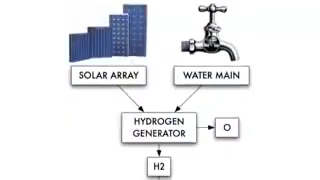 SOLAR ARRAY
WATER MAIN
HYDROGEN
GENERATOR
O
H2